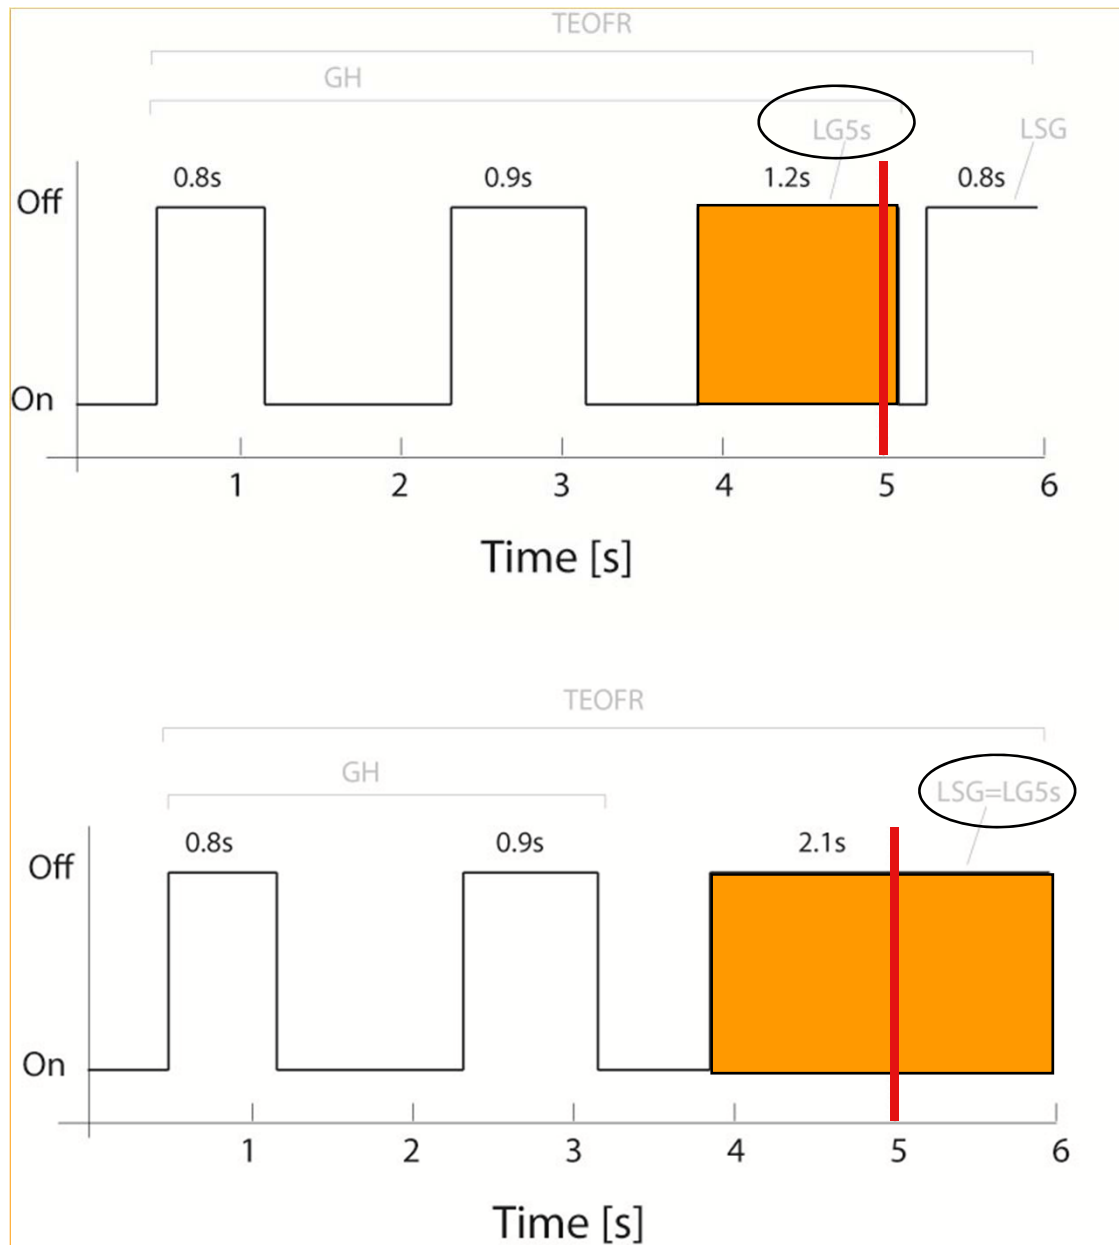 TEOFR
GH
LG5s
LSG
0.8s
0.9s
1.2s
0.8s
Off
On
1 2 3 4 5 6
Time [s]
TEOFR
GH
LSG=LG5s
0.8s
0.9s
2.1s
Off
On
1 2 3 4 5 6
Time [s]